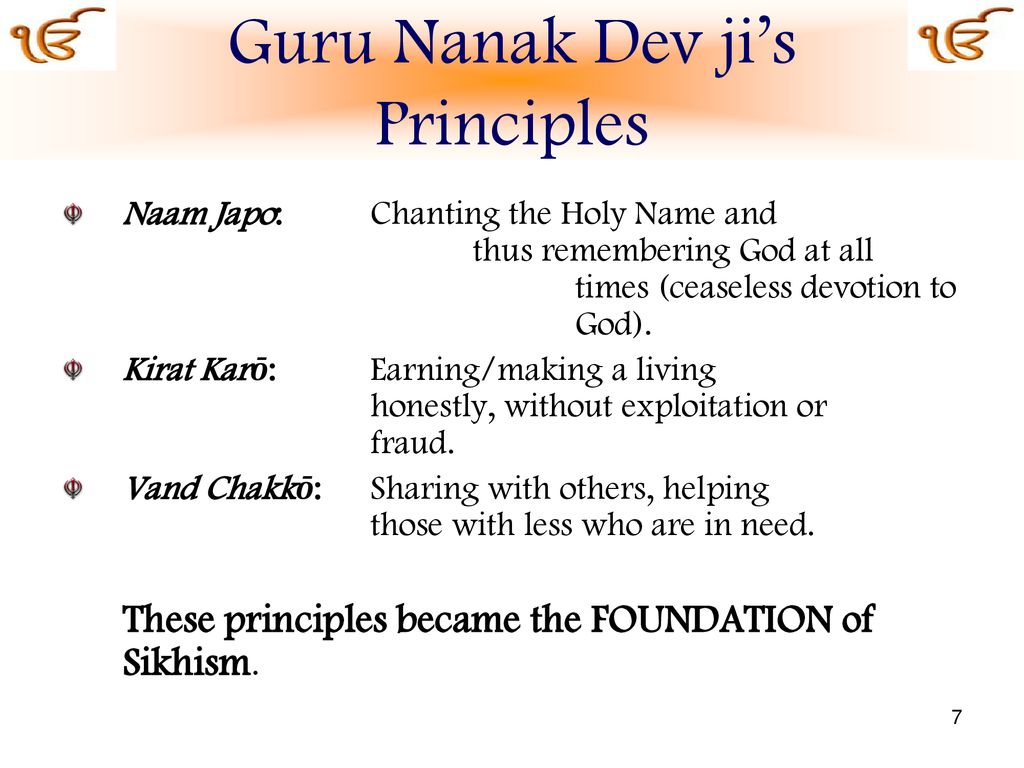 ੴ ੴ
Guru Nanak Dev ji’s
Principles
Naam Japo: Chanting the Holy Name and
thus remembering God at all
times (ceaseless devotion to
God).
Kirat Karō: Earning/making a living
honestly, without exploitation or
fraud.
Vand Chakkō: Sharing with others, helping
those with less who are in need.
These principles became the FOUNDATION of
Sikhism.
7